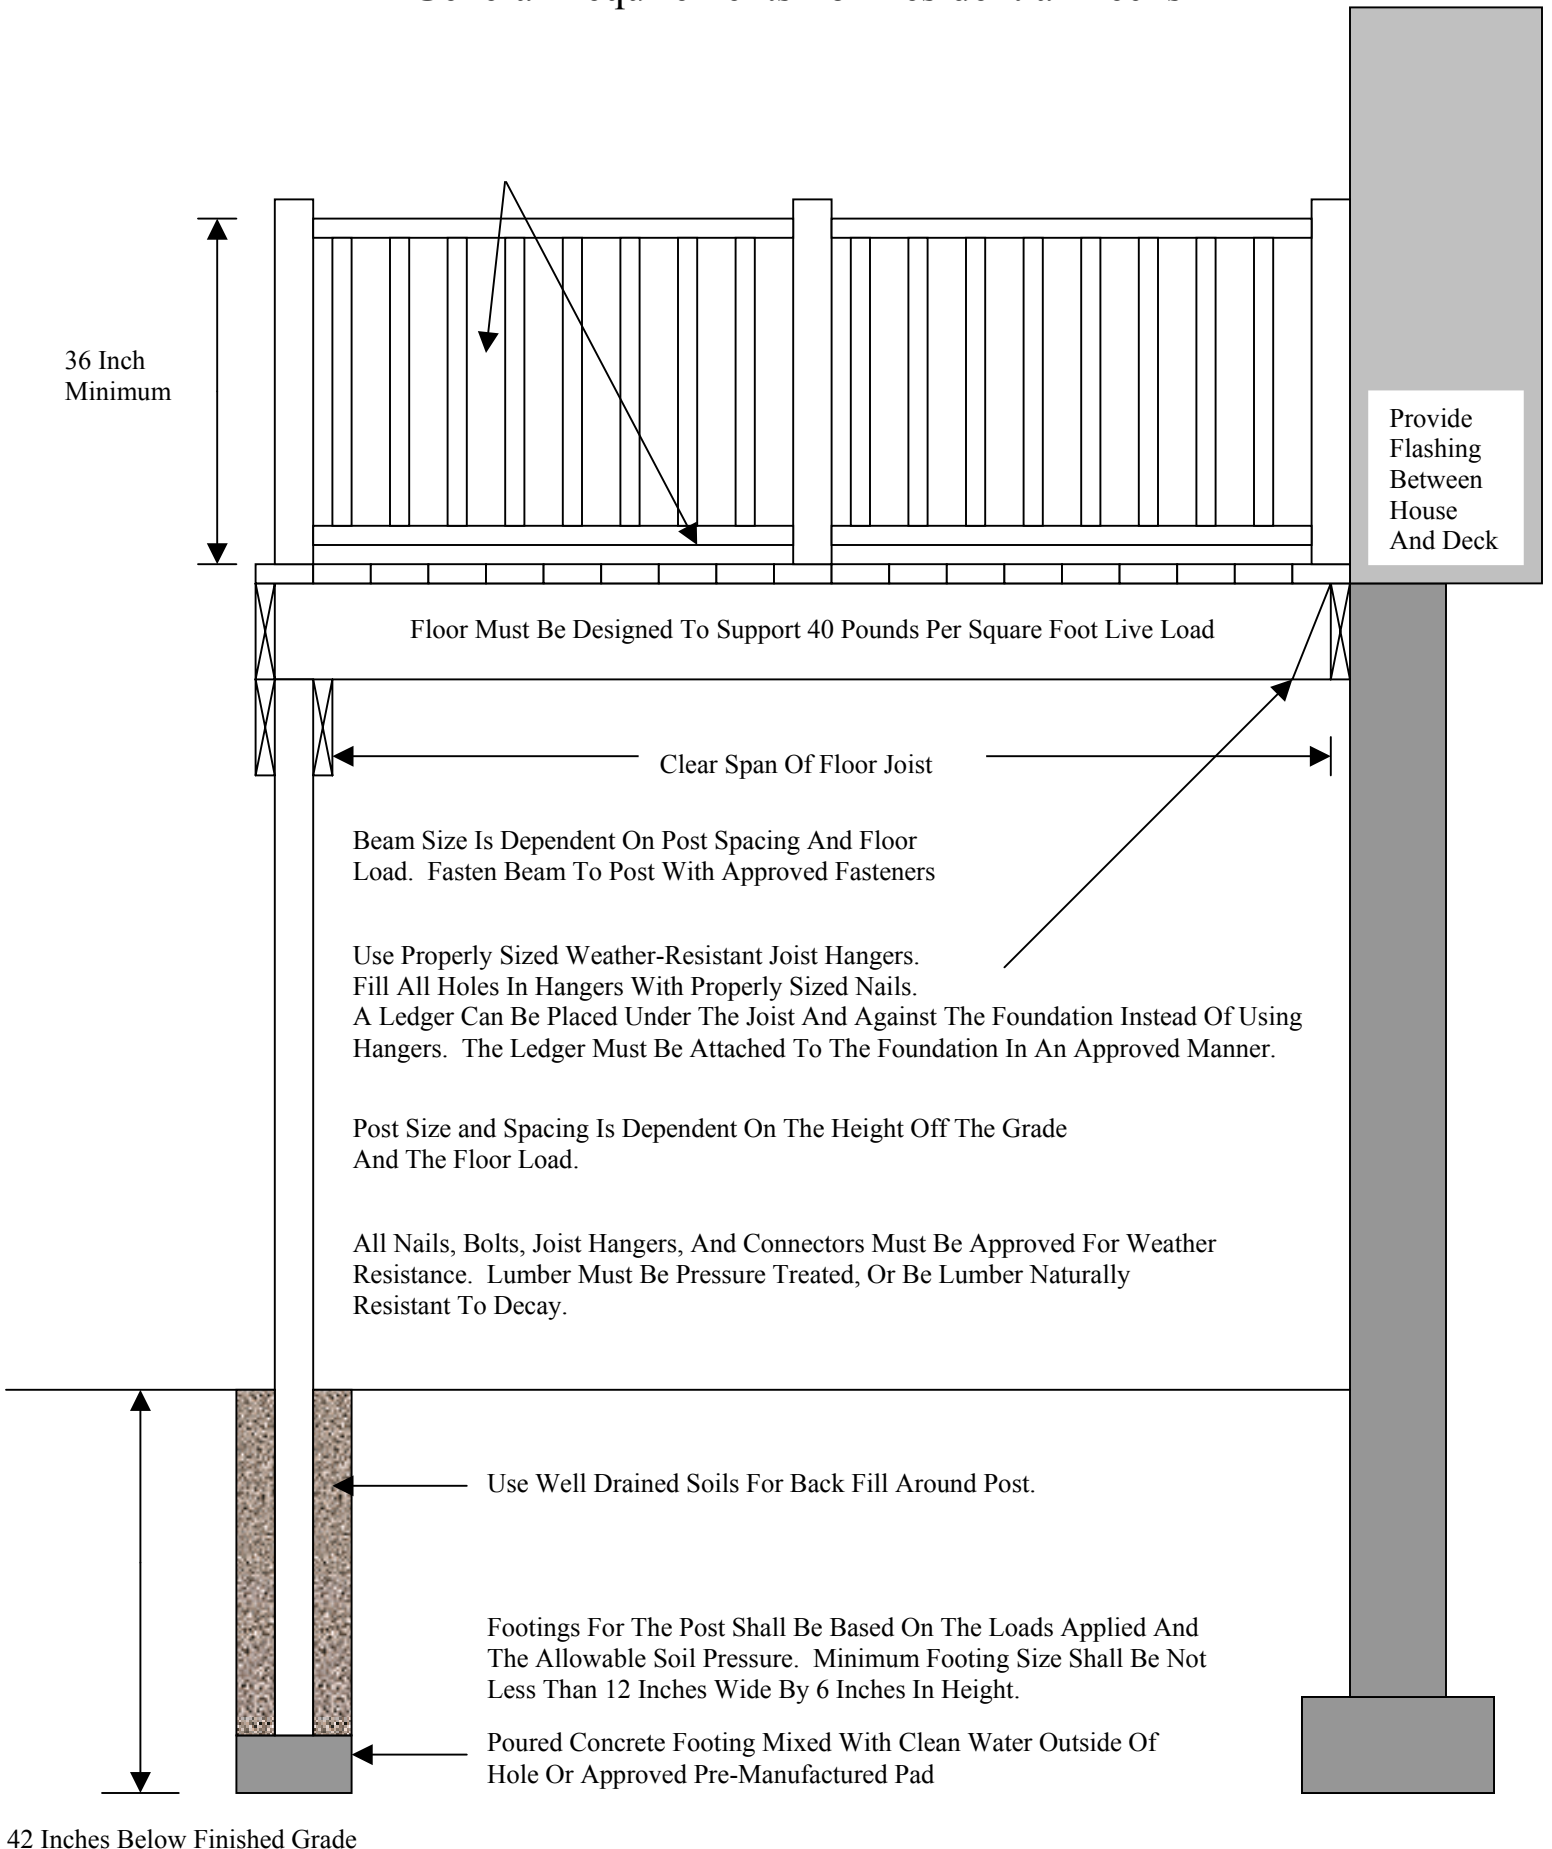 36 Inch
Minimum
Provide
Flashing
Between
House
And Deck
Floor Must Be Designed To Support 40 Pounds Per Square Foot Live Load
Clear Span Of Floor Joist
Beam Size Is Dependent On Post Spacing And Floor
Load.  Fasten Beam To Post With Approved Fasteners
Use Properly Sized Weather-Resistant Joist Hangers.
Fill All Holes In Hangers With Properly Sized Nails.
A Ledger Can Be Placed Under The Joist And Against The Foundation Instead Of Using
Hangers.  The Ledger Must Be Attached To The Foundation In An Approved Manner.
Post Size and Spacing Is Dependent On The Height Off The Grade
And The Floor Load.
All Nails, Bolts, Joist Hangers, And Connectors Must Be Approved For Weather
Resistance.  Lumber Must Be Pressure Treated, Or Be Lumber Naturally
Resistant To Decay.
Use Well Drained Soils For Back Fill Around Post.
Footings For The Post Shall Be Based On The Loads Applied And
The Allowable Soil Pressure.  Minimum Footing Size Shall Be Not
Less Than 12 Inches Wide By 6 Inches In Height.
Poured Concrete Footing Mixed With Clean Water Outside Of
Hole Or Approved Pre-Manufactured Pad
42 Inches Below Finished Grade